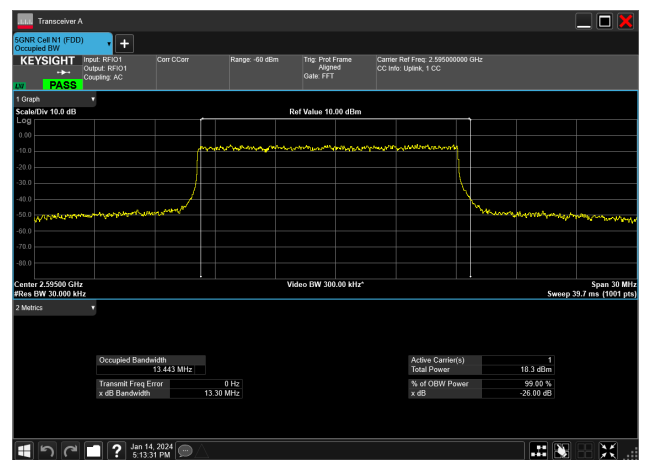 Transceiver A
5GNR Cell N1 (FDD)
Occupied BW
KEYSIGHT
LV
PASS
Input: RFIO1
Output: RFIO1
Coupling: AC
Corr CCorr
Range: -60 dBm
Trig: Prot Frame
Aligned
Gate: FFT
Carrier Ref Freq: 2.595000000 GHz
CC Info: Uplink, 1 CC
1 Graph
Scale/Div 10.0 dB
Ref Value 10.00 dBm
Log
0.00
-10.0
-20.0
-30.0
-40.0
-50.0
-60.0
-70.0
-80.0
Center 2.59500 GHz
Video BW 300.00 kHz*
Span 30 MHz
#Res BW 30.000 kHz
Sweep 39.7 ms (1001 pts)
2 Metrics
Occupied Bandwidth
13.443 MHz
Transmit Freq Error 0 Hz
x dB Bandwidth 13.30 MHz
Active Carrier(s) 1
Total Power 18.3 dBm
% of OBW Power 99.00 %
x dB -26.00 dB
?
Jan 14, 2024
5:13:31 PM